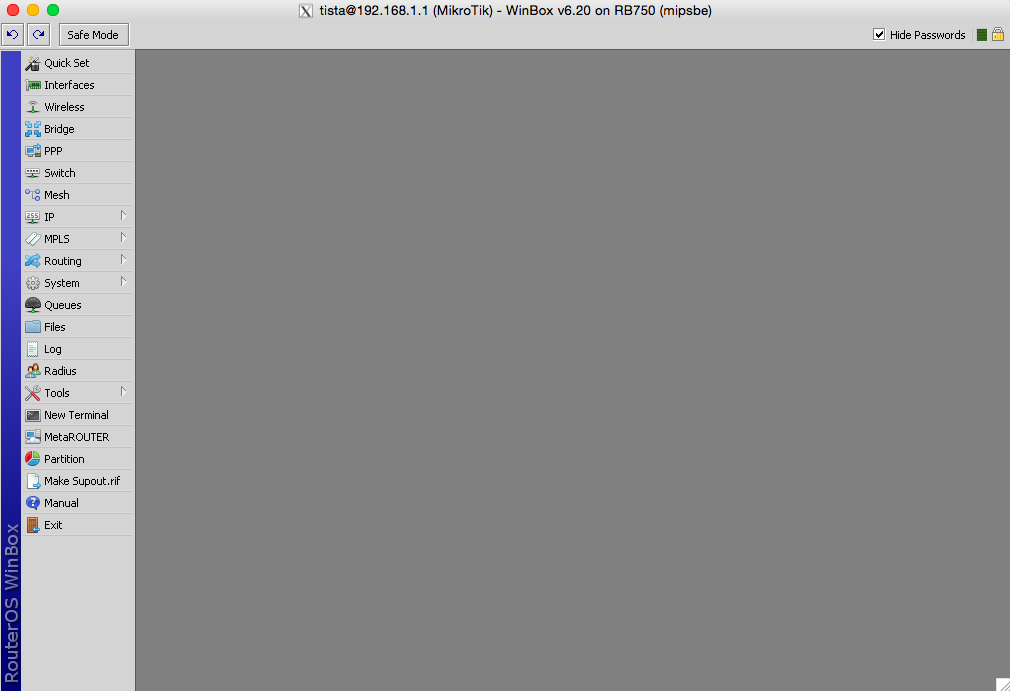 tista@192.168.1.1 (MikroTik) - WinBox v6.20 on RB750 (mipsbe)
Safe Mode
Hide Passwords
Quick Set
Interfaces
Wireless
Bridge
PPP
Switch
Mesh
255 IP
MPLS
Routing
System
Queues
Files
Log
Radius
Tools
New Terminal
MetaROUTER
Partition
Make Supout.rif
Manual
Exit
RouterOS WinBox